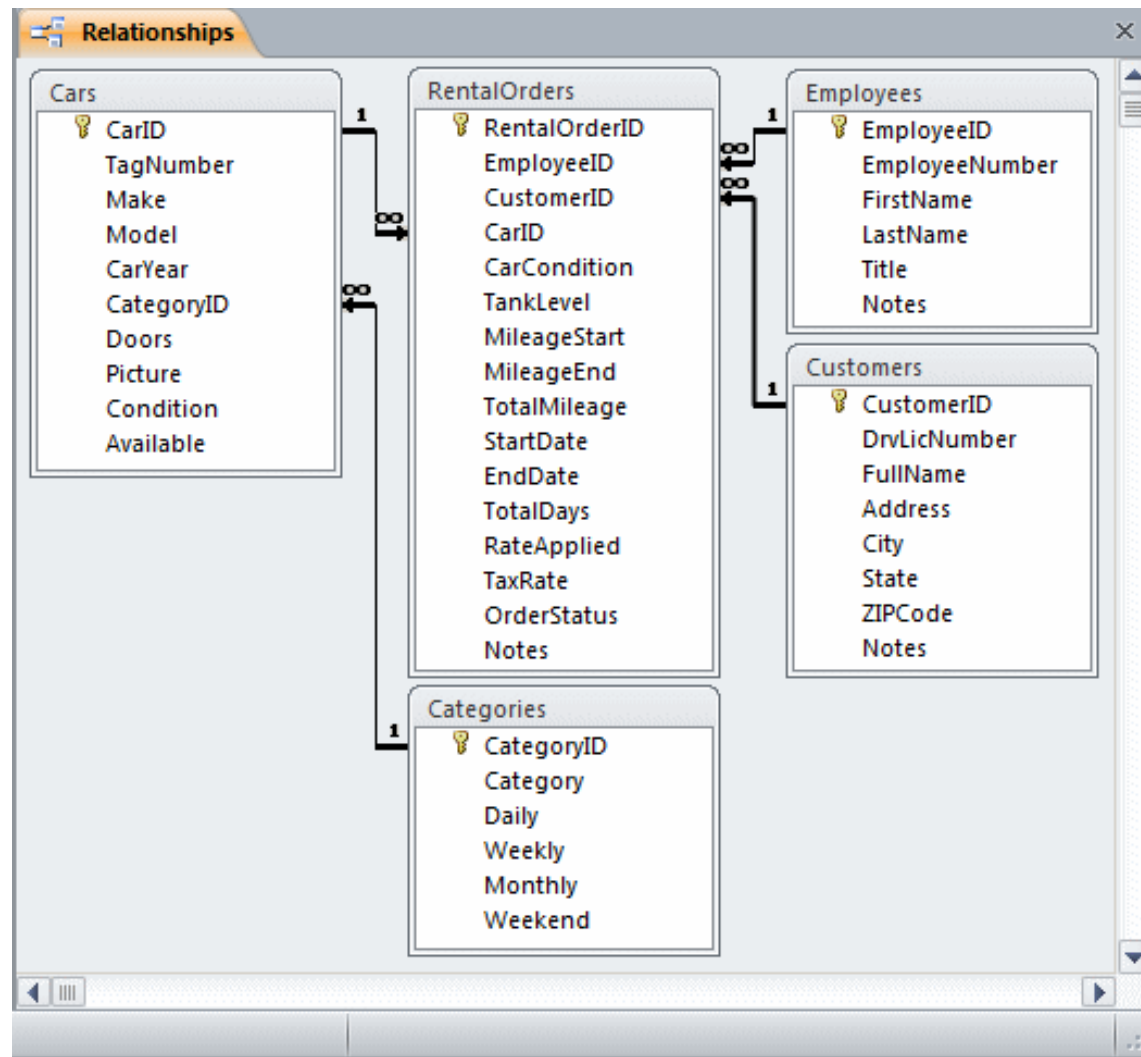 Relationships
Cars
CarID
TagNumber
Make
Model
CarYear
CategoryID
Doors
Picture
Condition
Available
1
∞
∞
RentalOrders
RentalOrderID
EmployeeID
CustomerID
CarID
CarCondition
TankLevel
MileageStart
MileageEnd
TotalMileage
StartDate
EndDate
TotalDays
RateApplied
TaxRate
OrderStatus
Notes
∞
∞
1
1
Employees
EmployeeID
EmployeeNumber
FirstName
LastName
Title
Notes
Customers
CustomerID
DrvLicNumber
FullName
Address
City
State
ZIPCode
Notes
1
Categories
CategoryID
Category
Daily
Weekly
Monthly
Weekend